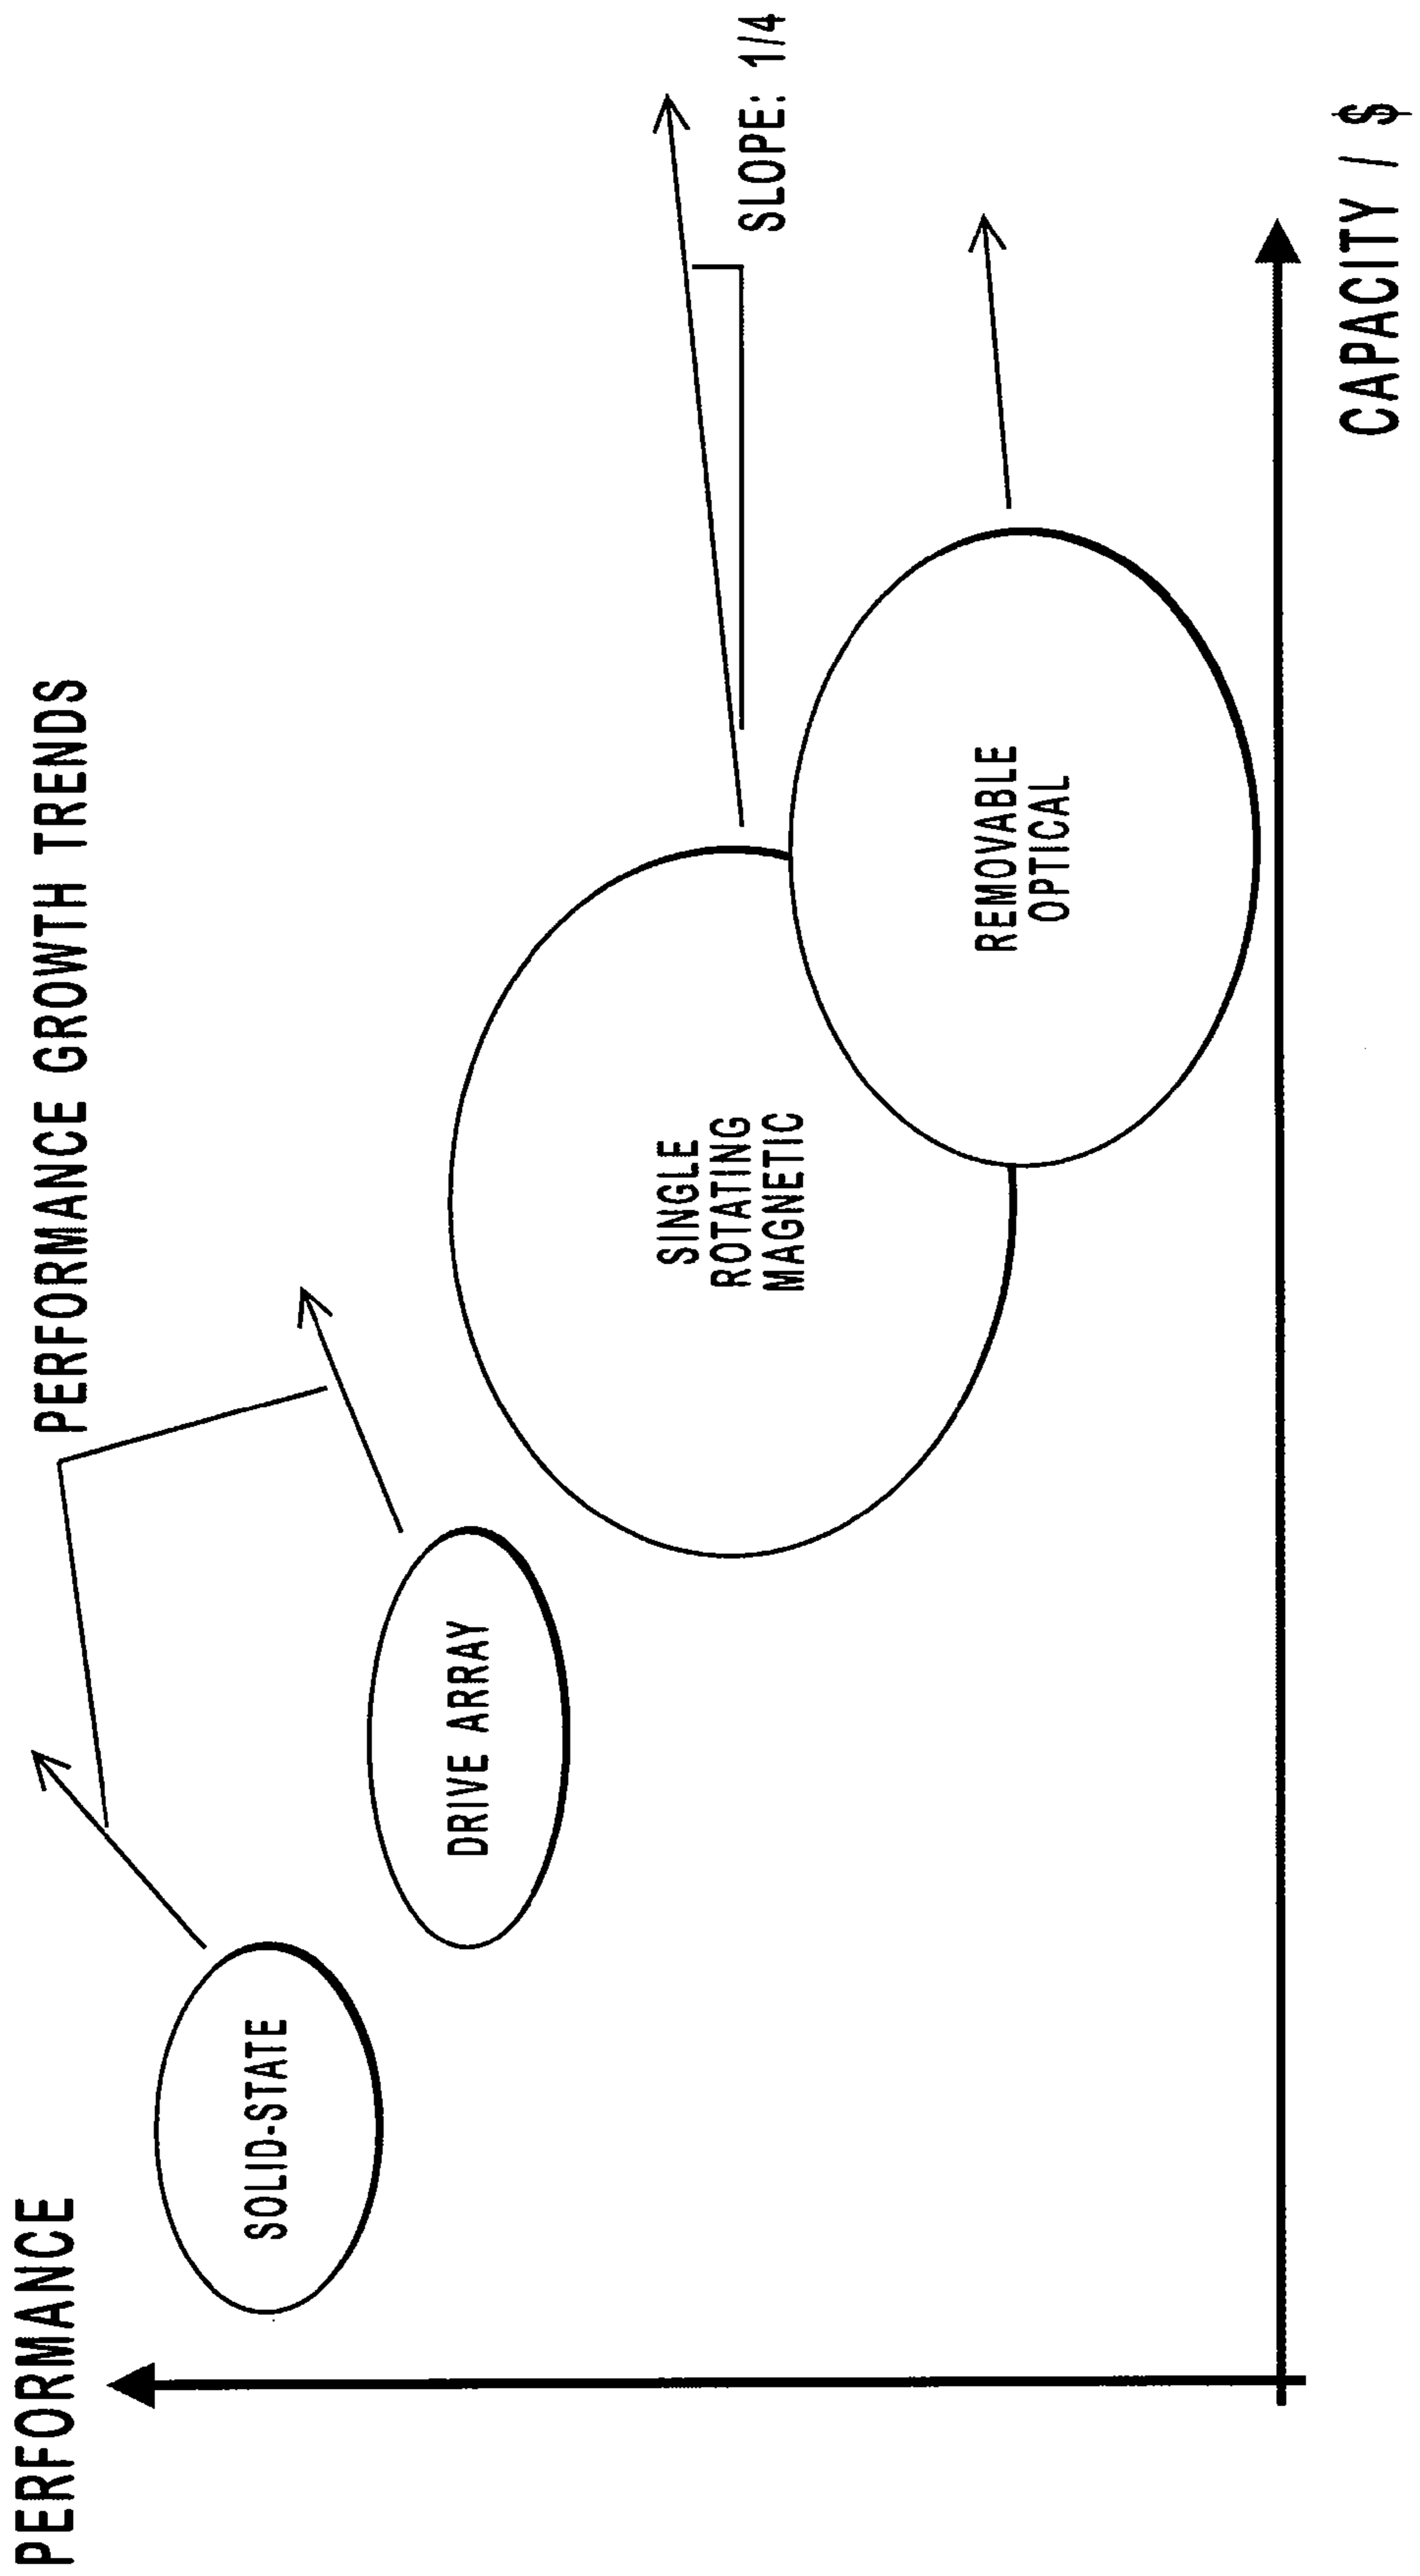 PERFORMANCE
PERFORMANCE GROWTH TRENDS
SOLID-STATE
DRIVE ARRAY
SINGLE
ROTATING
MAGNETIC
SLOPE: 1/4
REMOVABLE
OPTICAL
CAPACITY / $